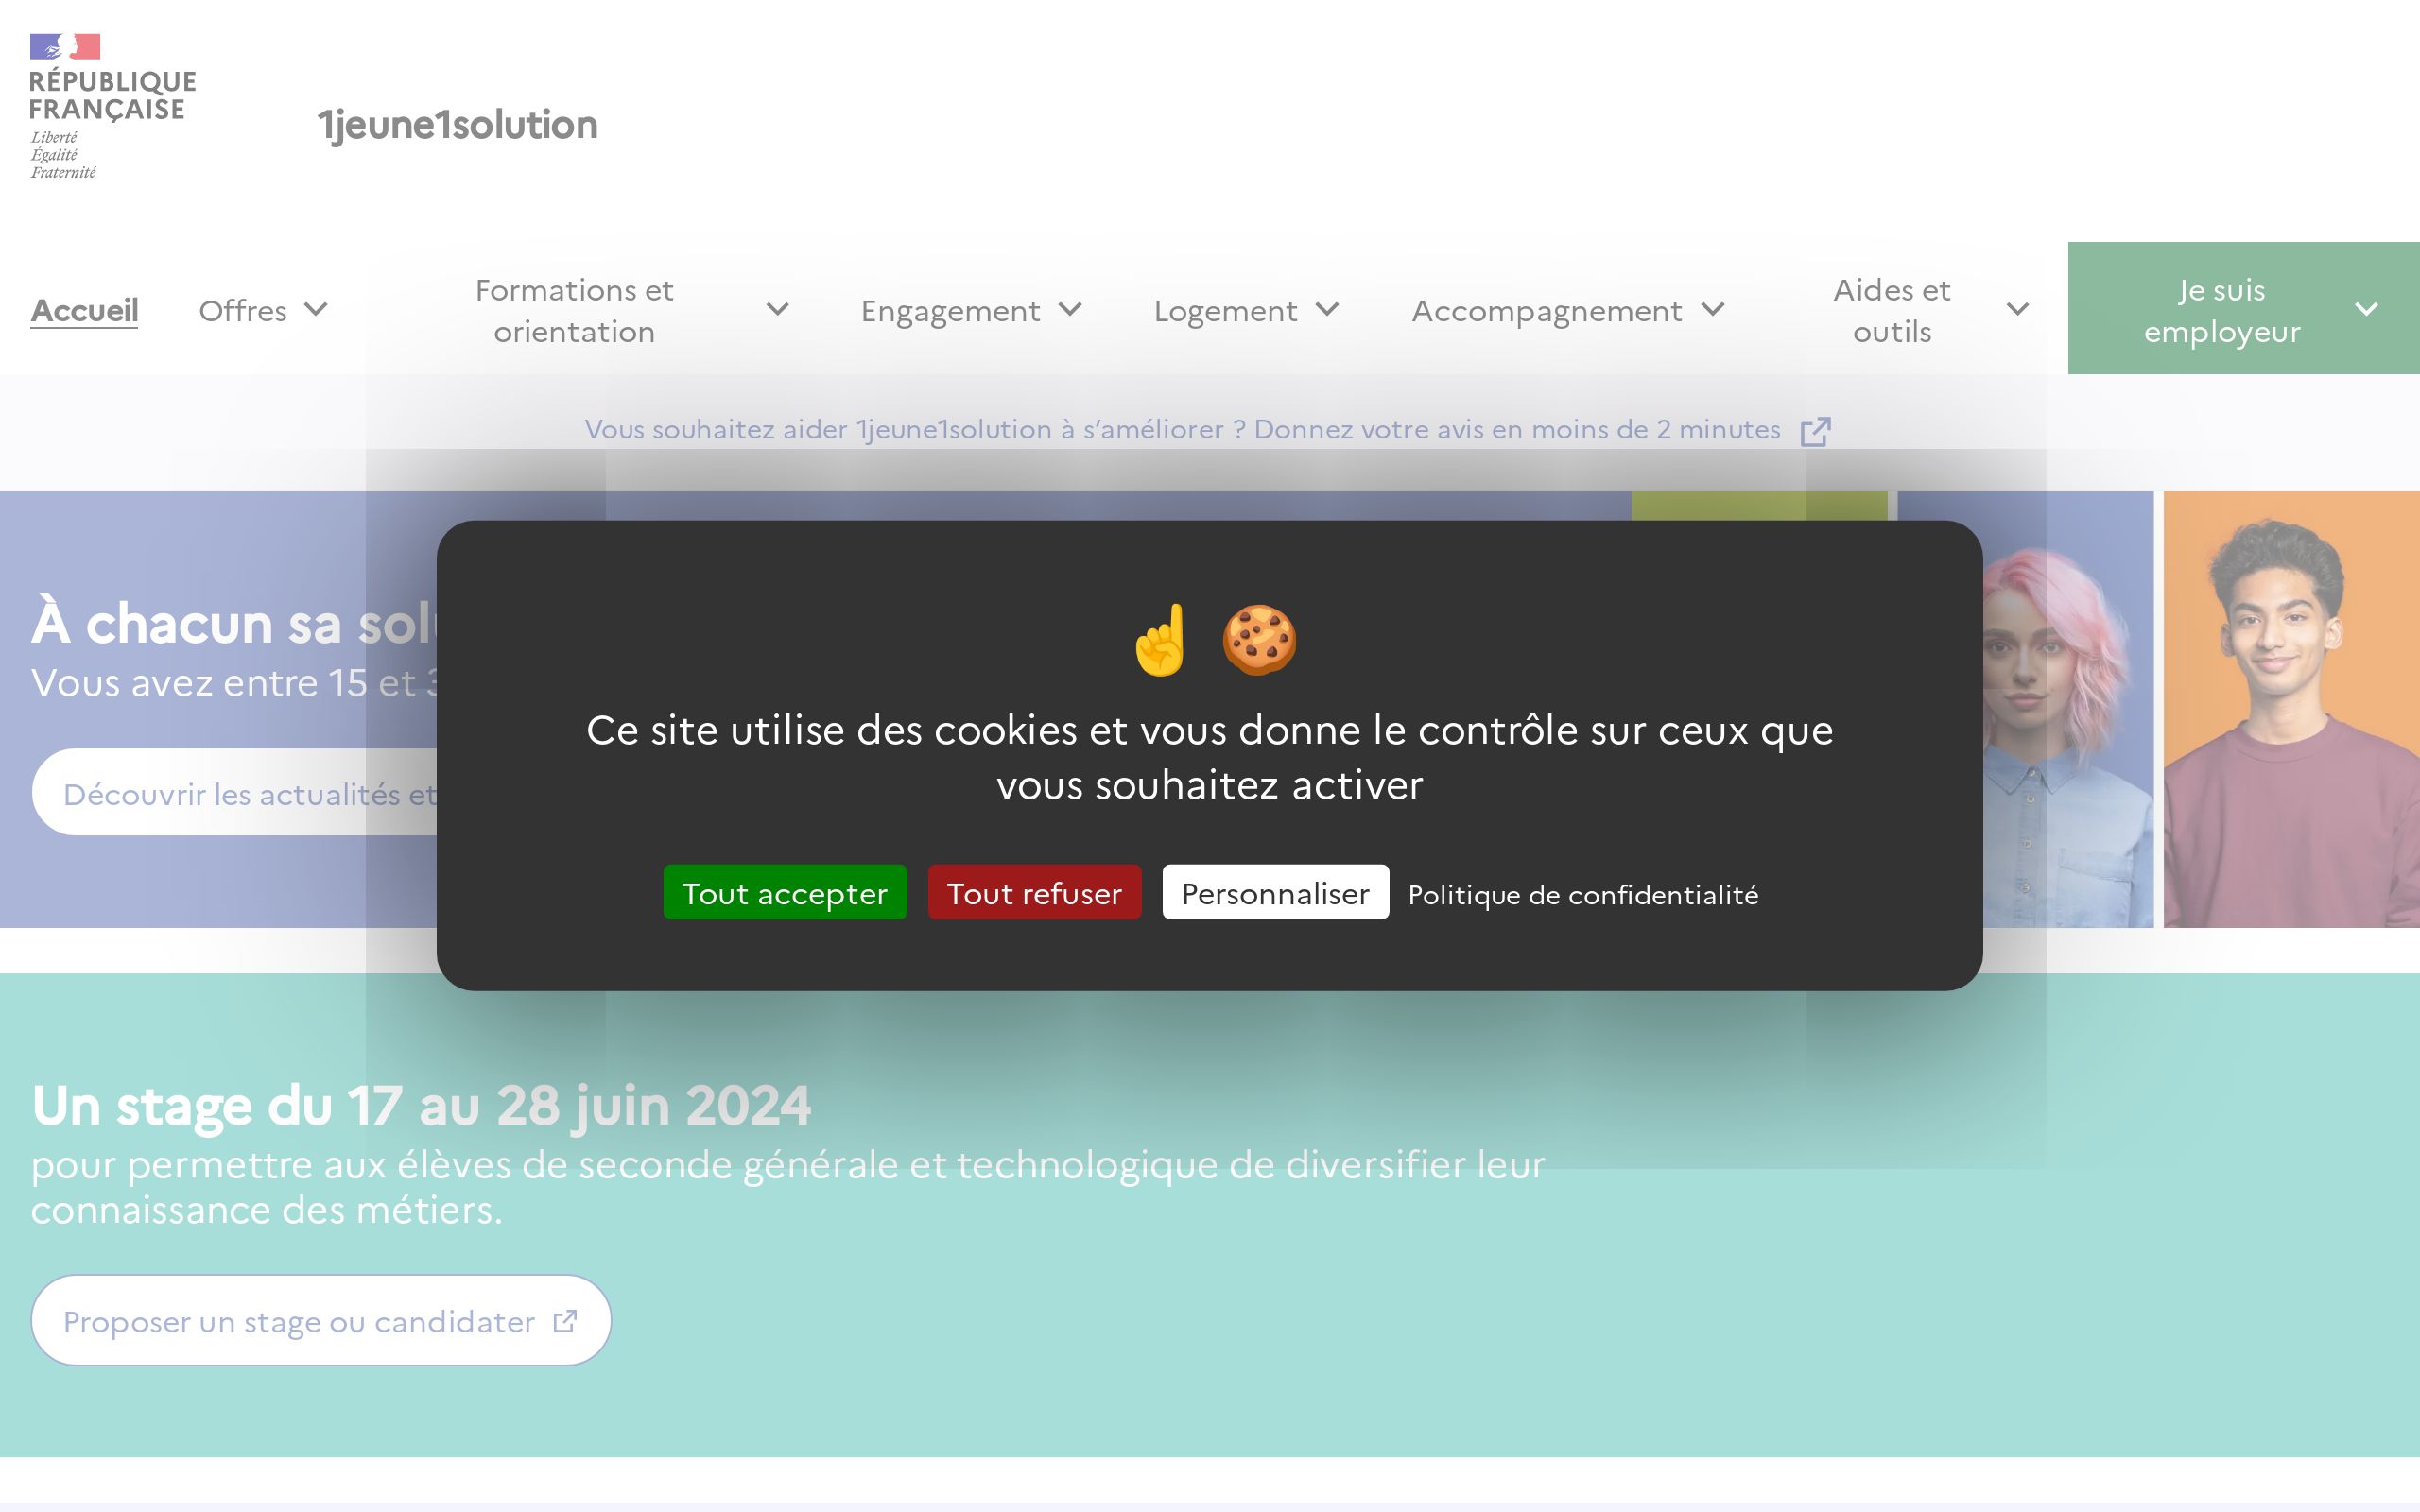 RÉPUBLIQUE
FRANÇAISE
Liberté
Égalité
Fraternité
1jeune1solution
Accueil
Offres
Formations et
orientation
Engagement
Logement
Accompagnement
Aides et
outils
Je suis
employeur
Vous souhaitez aider 1jeune1solution à s’améliorer ? Donnez votre avis en moins de 2 minutes
À chacun sa
Vous avez entre 15 et
Découvrir les actualités et
Ce site utilise des cookies et vous donne le contrôle sur ceux que
vous souhaitez activer
Tout accepter
Tout refuser
Personnaliser
Politique de confidentialité
Un stage du 17 au 28 juin 2024
pour permettre aux élèves de seconde générale et technologique de diversifier leur
connaissance des métiers.
Proposer un stage ou candidater